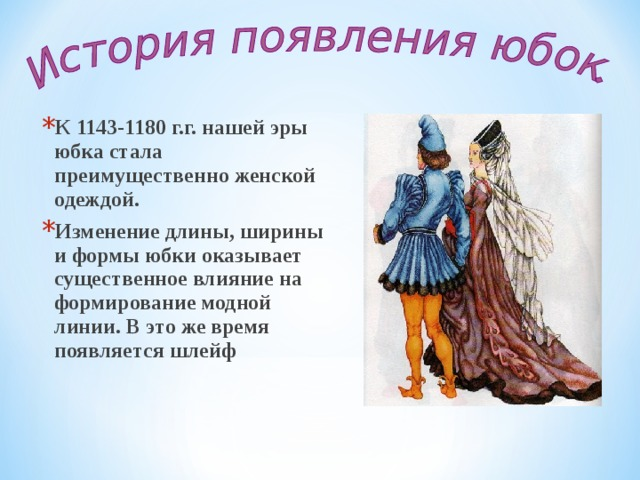 История появления юбок.
* К 1143-1180 г.г. нашей эры
юбка стала
преимущественно женской
одеждой.
* Изменение длины, ширины
и формы юбки оказывает
существенное влияние на
формирование модной
линии. В это же время
появляется шлейф